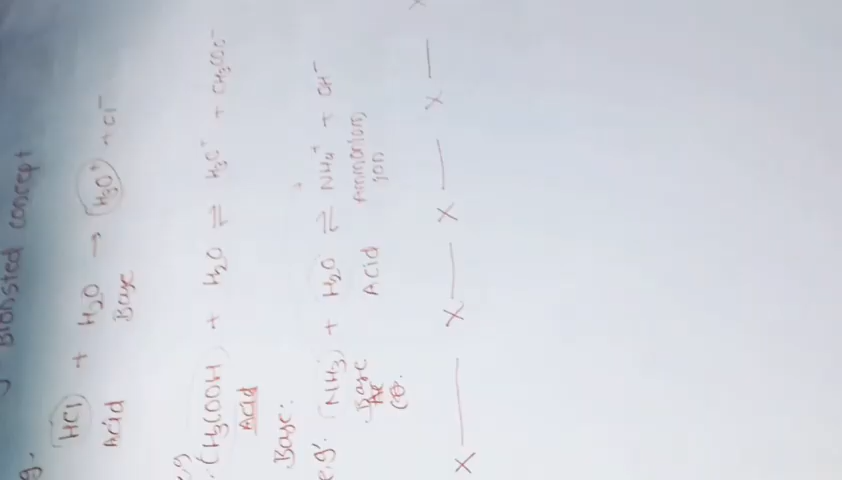 Bronsted concept
g.
HCl + H₂O → H₃O⁺ + Cl⁻
Acid Base
eg
CH₃COOH + H₂O ⇌ H₃O⁺ + CH₃COO⁻
Acid
Base:
e.g: NH₃ + H₂O ⇌ NH₄⁺ + OH⁻
Base Acid Ammonium
ion
X — X — X — X — X